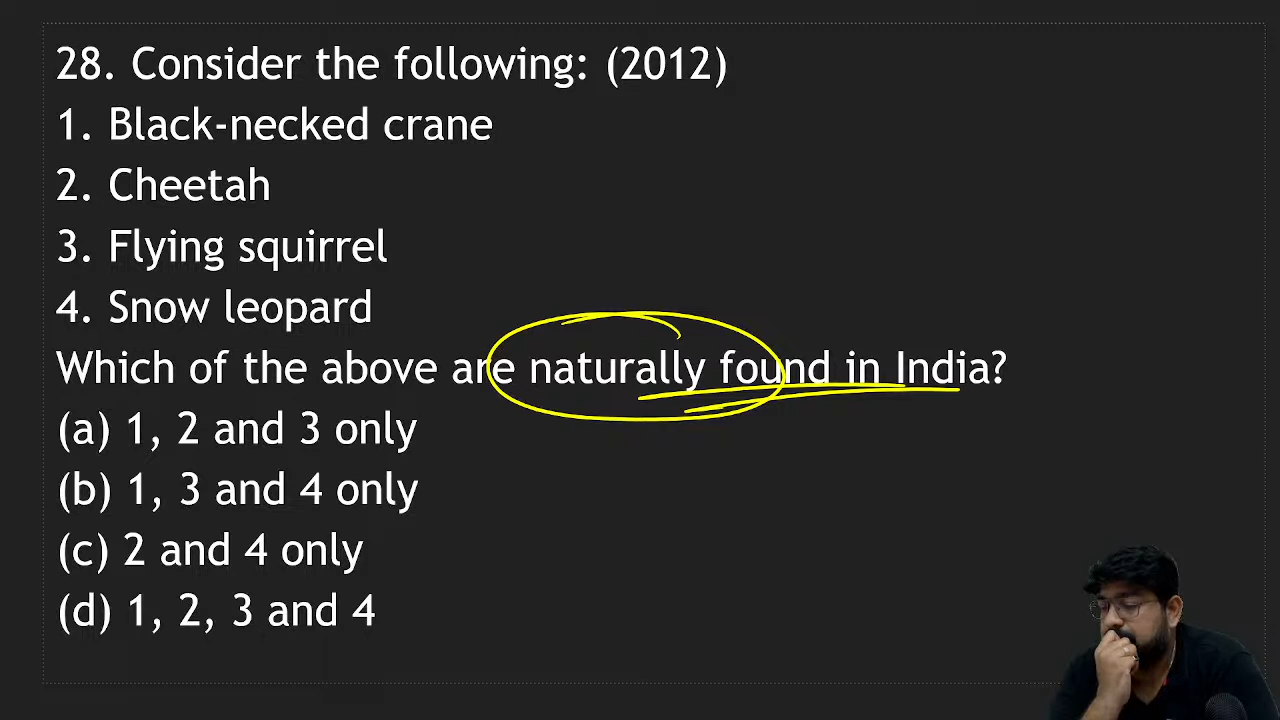 28. Consider the following: (2012)
1. Black-necked crane
2. Cheetah
3. Flying squirrel
4. Snow leopard
Which of the above are naturally found in India?
(a) 1, 2 and 3 only
(b) 1, 3 and 4 only
(c) 2 and 4 only
(d) 1, 2, 3 and 4